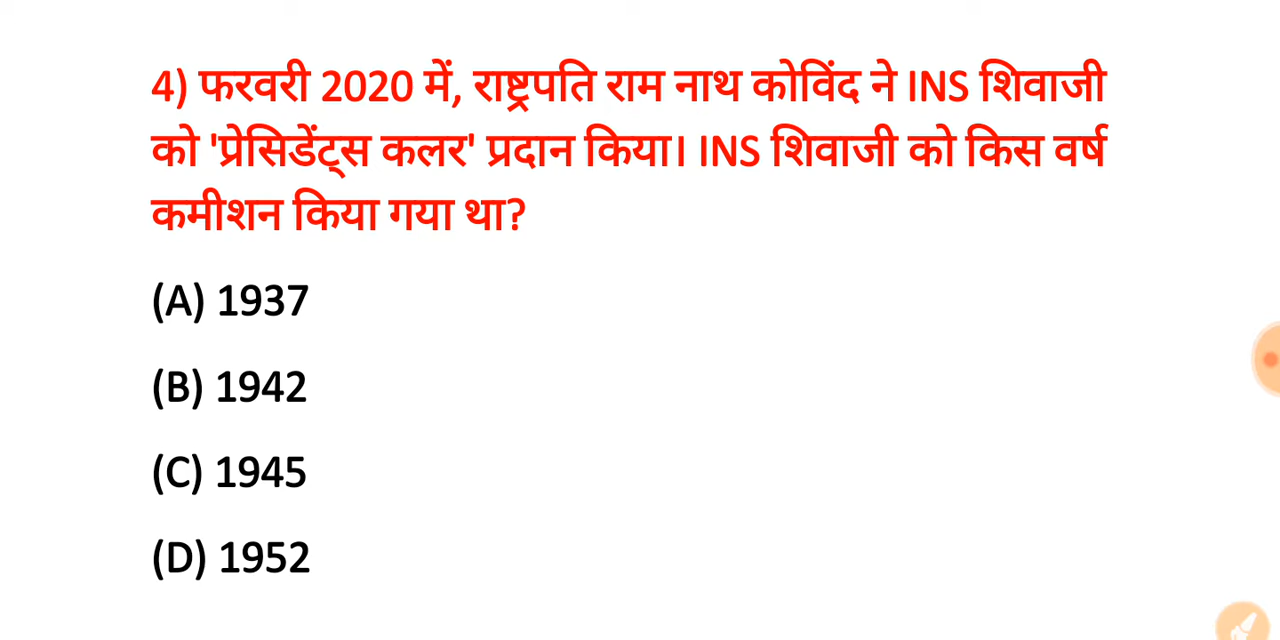 4) फरवरी 2020 में, राष्ट्रपति राम नाथ कोविंद ने INS शिवाजी
को 'प्रेसिडेंट्स कलर' प्रदान किया। INS शिवाजी को किस वर्ष
कमीशन किया गया था?
(A) 1937
(B) 1942
(C) 1945
(D) 1952